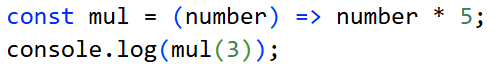 const mul = (number) => number * 5;
console.log(mul(3));